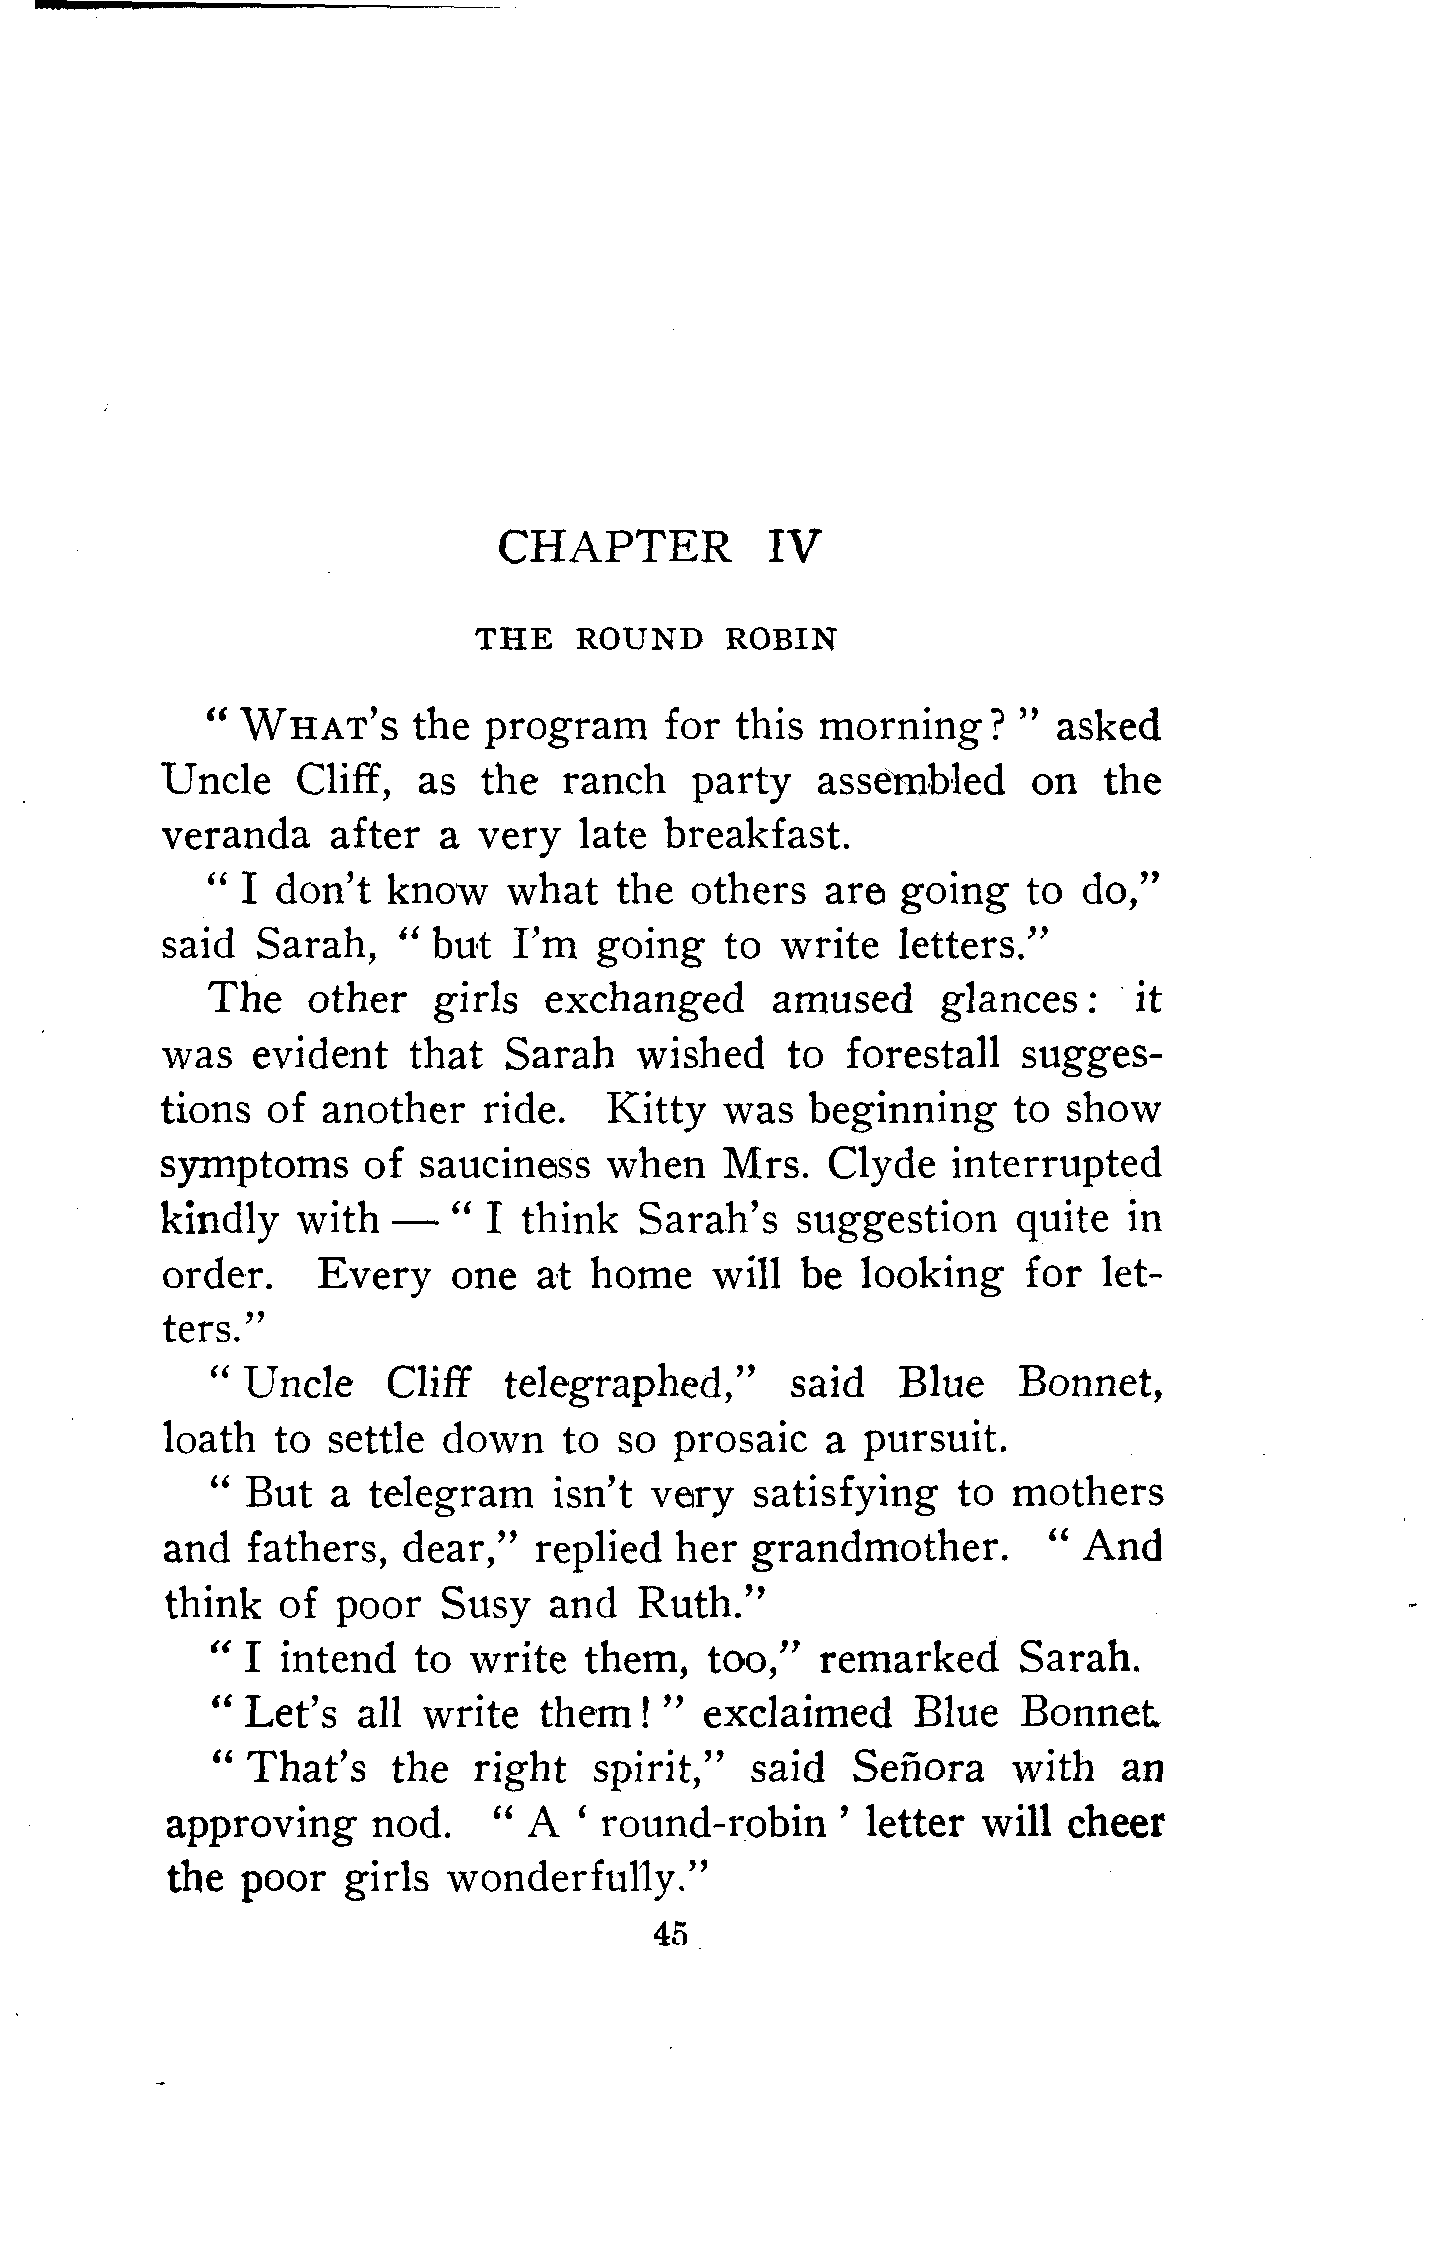 CHAPTER IV
THE ROUND ROBIN
" WHAT's the program for this morning? " asked
Uncle Cliff, as the ranch party assembled on the
veranda after a very late breakfast.
" I don't know what the others are going to do,"
said Sarah, " but I'm going to write letters."
The other girls exchanged amused glances: it
was evident that Sarah wished to forestall sugges-
tions of another ride. Kitty was beginning to show
symptoms of sauciness when Mrs. Clyde interrupted
kindly with — " I think Sarah's suggestion quite in
order. Every one at home will be looking for let-
ters."
" Uncle Cliff telegraphed," said Blue Bonnet,
loath to settle down to so prosaic a pursuit.
" But a telegram isn't very satisfying to mothers
and fathers, dear," replied her grandmother. " And
think of poor Susy and Ruth."
" I intend to write them, too," remarked Sarah.
" Let's all write them! " exclaimed Blue Bonnet.
" That's the right spirit," said Señora with an
approving nod. " A ' round-robin ' letter will cheer
the poor girls wonderfully."
45